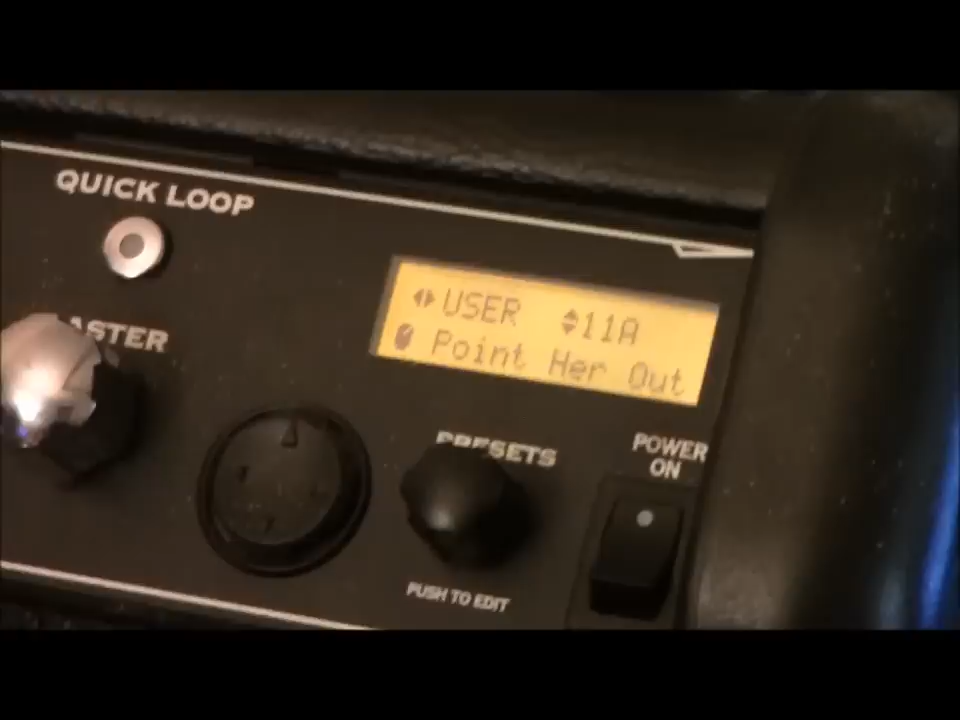 QUICK LOOP
USER 11A
Point Her Out
ASTER
PRESETS
POWER
ON
PUSH TO EDIT